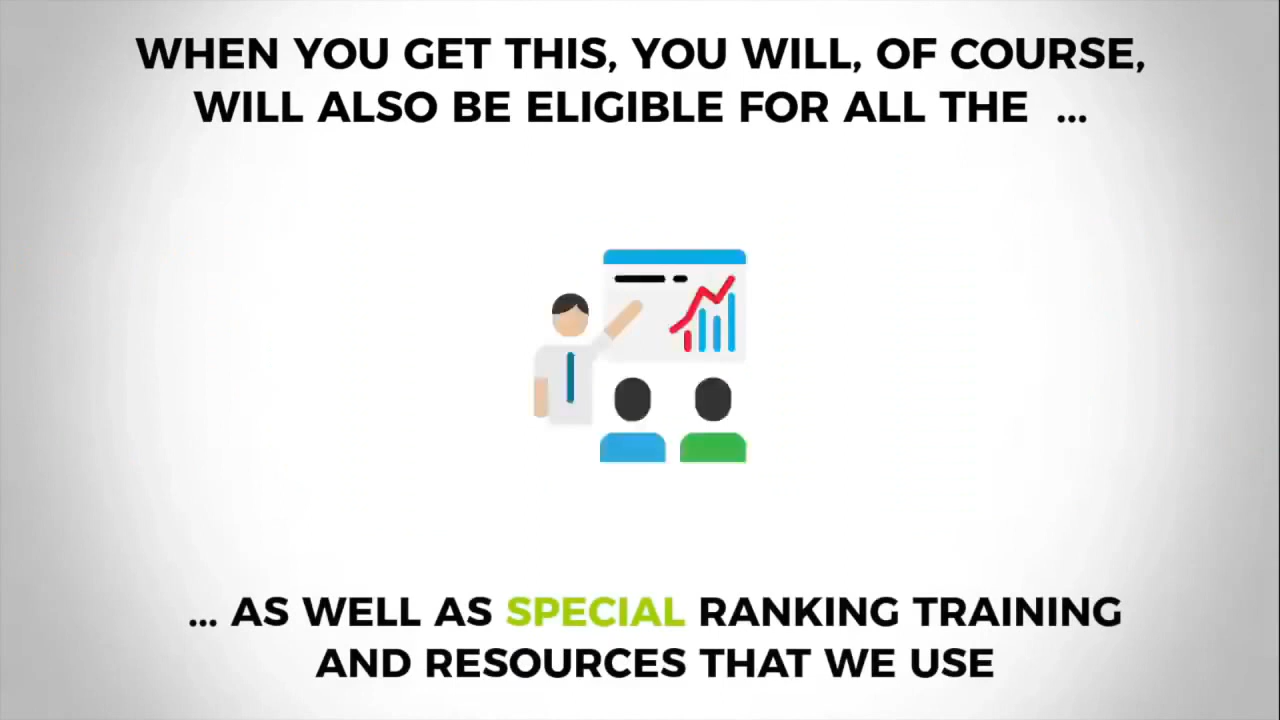 WHEN YOU GET THIS, YOU WILL, OF COURSE,
WILL ALSO BE ELIGIBLE FOR ALL THE ...
... AS WELL AS SPECIAL RANKING TRAINING
AND RESOURCES THAT WE USE